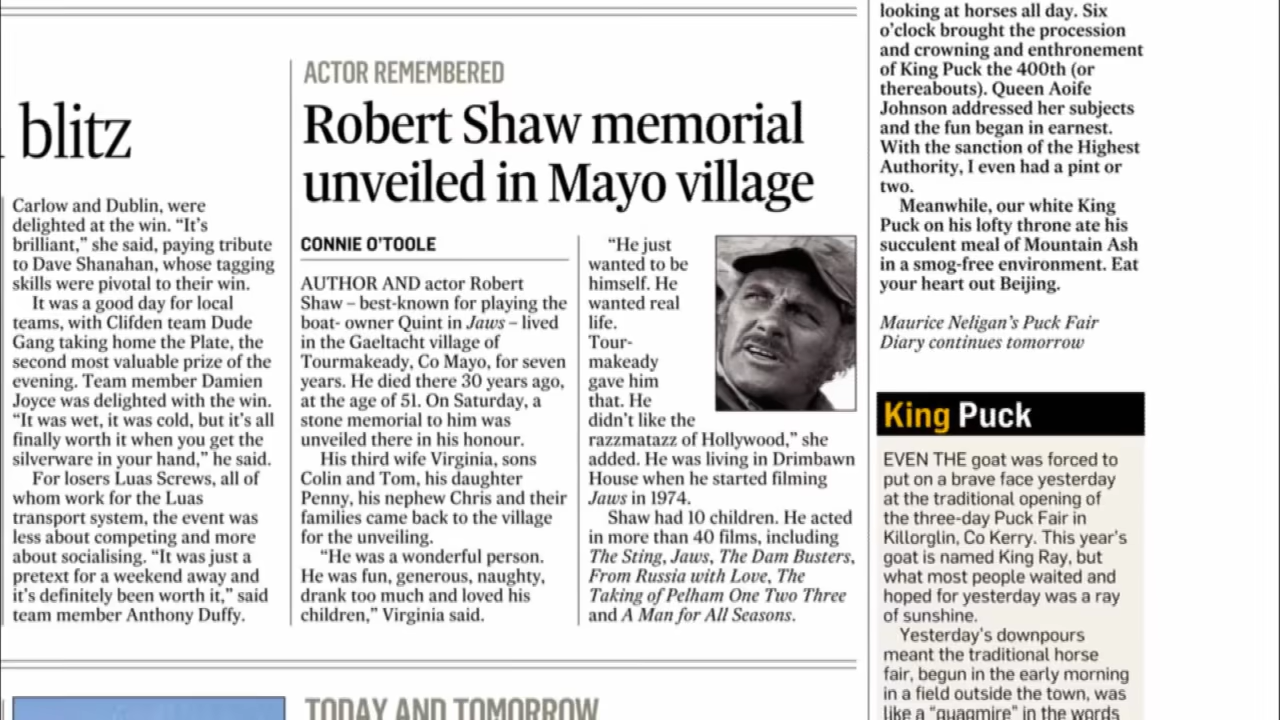 blitz
Carlow and Dublin, were
delighted at the win. “It’s
brilliant,” she said, paying tribute
to Dave Shanahan, whose tagging
skills were pivotal to their win.
It was a good day for local
teams, with Clifden team Dude
Gang taking home the Plate, the
second most valuable prize of the
evening. Team member Damien
Joyce was delighted with the win.
“It was wet, it was cold, but it’s all
finally worth it when you get the
silverware in your hand,” he said.
For losers Luas Screws, all of
whom work for the Luas
transport system, the event was
less about competing and more
about socialising. “It was just a
pretext for a weekend away and
it’s definitely been worth it,” said
team member Anthony Duffy.
ACTOR REMEMBERED
Robert Shaw memorial
unveiled in Mayo village
CONNIE O’TOOLE
AUTHOR AND actor Robert
Shaw – best-known for playing the
boat- owner Quint in Jaws – lived
in the Gaeltacht village of
Tourmakeady, Co Mayo, for seven
years. He died there 30 years ago,
at the age of 51. On Saturday, a
stone memorial to him was
unveiled there in his honour.
His third wife Virginia, sons
Colin and Tom, his daughter
Penny, his nephew Chris and their
families came back to the village
for the unveiling.
“He was a wonderful person.
He was fun, generous, naughty,
drank too much and loved his
children,” Virginia said.
“He just
wanted to be
himself. He
wanted real
life.
Tour-
makeady
gave him
that. He
didn’t like the
razzmatazz of Hollywood,” she
added. He was living in Drimbawn
House when he started filming
Jaws in 1974.
Shaw had 10 children. He acted
in more than 40 films, including
The Sting, Jaws, The Dam Busters,
From Russia with Love, The
Taking of Pelham One Two Three
and A Man for All Seasons.
TODAY AND TOMORROW
looking at horses all day. Six
o’clock brought the procession
and crowning and enthronement
of King Puck the 400th (or
thereabouts). Queen Aoife
Johnson addressed her subjects
and the fun began in earnest.
With the sanction of the Highest
Authority, I even had a pint or
two.
Meanwhile, our white King
Puck on his lofty throne ate his
succulent meal of Mountain Ash
in a smog-free environment. Eat
your heart out Beijing.
Maurice Neligan’s Puck Fair
Diary continues tomorrow
King Puck
EVEN THE goat was forced to
put on a brave face yesterday
at the traditional opening of
the three-day Puck Fair in
Killorglin, Co Kerry. This year’s
goat is named King Ray, but
what most people waited and
hoped for yesterday was a ray
of sunshine.
Yesterday’s downpours
meant the traditional horse
fair, begun in the early morning
in a field outside the town, was
like a “quagmire” in the words